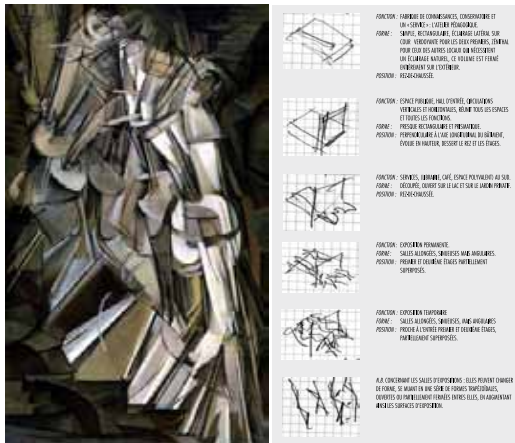 FONCTION : FABRIQUE DE CONNAISSANCES, CONSERVATOIRE ET
UN « SERVICE » : L'ATELIER PÉDAGOGIQUE.
FORME : SIMPLE, RECTANGULAIRE, ÉCLAIRAGE LATÉRAL SUR
COUR VERDOYANTE POUR LES DEUX PREMIERS, ZÉNITHAL
POUR CEUX DES AUTRES LOCAUX QUI NÉCESSITENT
UN ÉCLAIRAGE NATUREL, CE VOLUME EST FERMÉ
ENTIÈREMENT SUR L'EXTÉRIEUR.
POSITION : REZ-DE-CHAUSSÉE.
FONCTION : ESPACE PUBLIQUE, HALL D'ENTRÉE, CIRCULATIONS
VERTICALES ET HORIZONTALES, RÉUNIT TOUS LES ESPACES
ET TOUTES LES FONCTIONS.
FORME : PRESQUE RECTANGULAIRE ET PRISMATIQUE.
POSITION : PERPENDICULAIRE À L'AXE LONGITUDINAL DU BÂTIMENT,
ÉVOLUE EN HAUTEUR, DESSERT LE REZ ET LES ÉTAGES.
FONCTION : SERVICES, LIBRAIRIE, CAFÉ, ESPACE POLYVALENTS AU SUD.
FORME : DÉCOUPÉE, OUVERT SUR LE LAC ET SUR LE JARDIN PRIVATIF.
POSITION : REZ-DE-CHAUSSÉE.
FONCTION : EXPOSITION PERMANENTE.
FORME : SALLES ALLONGÉES, SINUEUSES MAIS ANGULAIRES.
POSITION : PREMIER ET DEUXIÈME ÉTAGES PARTIELLEMENT
SUPERPOSÉS.
FONCTION : EXPOSITION TEMPORAIRE
FORME : SALLES ALLONGÉES, SINUEUSES, MAIS ANGULAIRES
POSITION : PROCHE À L'ENTRÉE PREMIER ET DEUXIÈME ÉTAGES,
PARTIELLEMENT SUPERPOSÉS.
N.B. CONCERNANT LES SALLES D'EXPOSITIONS : ELLES PEUVENT CHANGER
DE FORME, SE MUANT EN UNE SÉRIE DE FORMES TRAPÉZOÏDALES,
OUVERTES OU PARTIELLEMENT FERMÉES ENTRES ELLES, EN AUGMENTANT
AINSI LES SURFACES D'EXPOSITION.